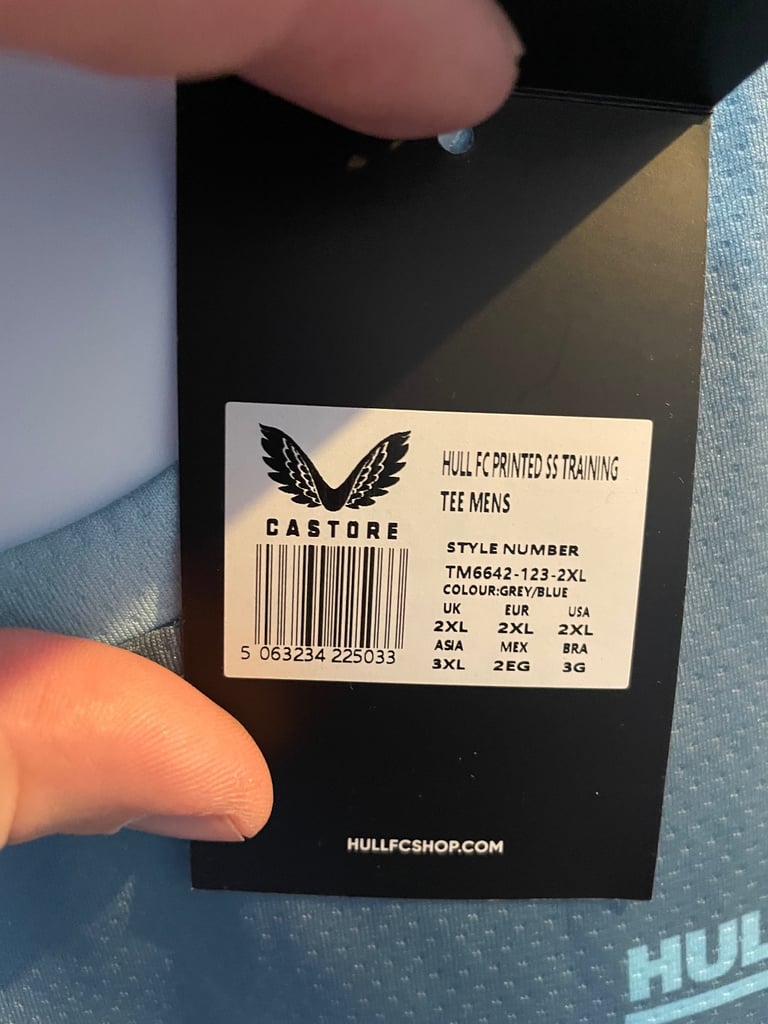 CASTORE
5 063234 225033
HULL FC PRINTED SS TRAINING
TEE MENS
STYLE NUMBER
TM6642-123-2XL
COLOUR:GREY/BLUE
UK EUR USA
2XL 2XL 2XL
ASIA MEX BRA
3XL 2EG 3G
HULLFCSHOP.COM
HUL